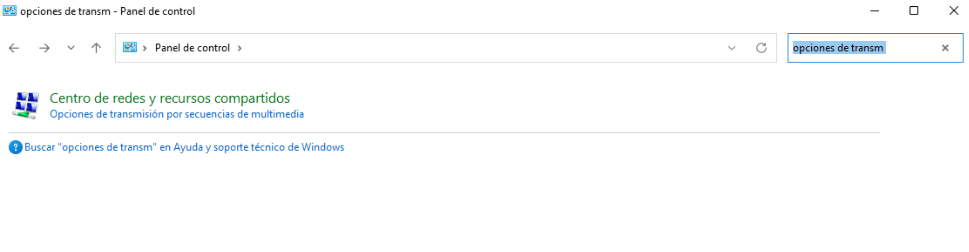 opciones de transm - Panel de control
Panel de control
opciones de transm
Centro de redes y recursos compartidos
Opciones de transmisión por secuencias de multimedia
Buscar "opciones de transm" en Ayuda y soporte técnico de Windows